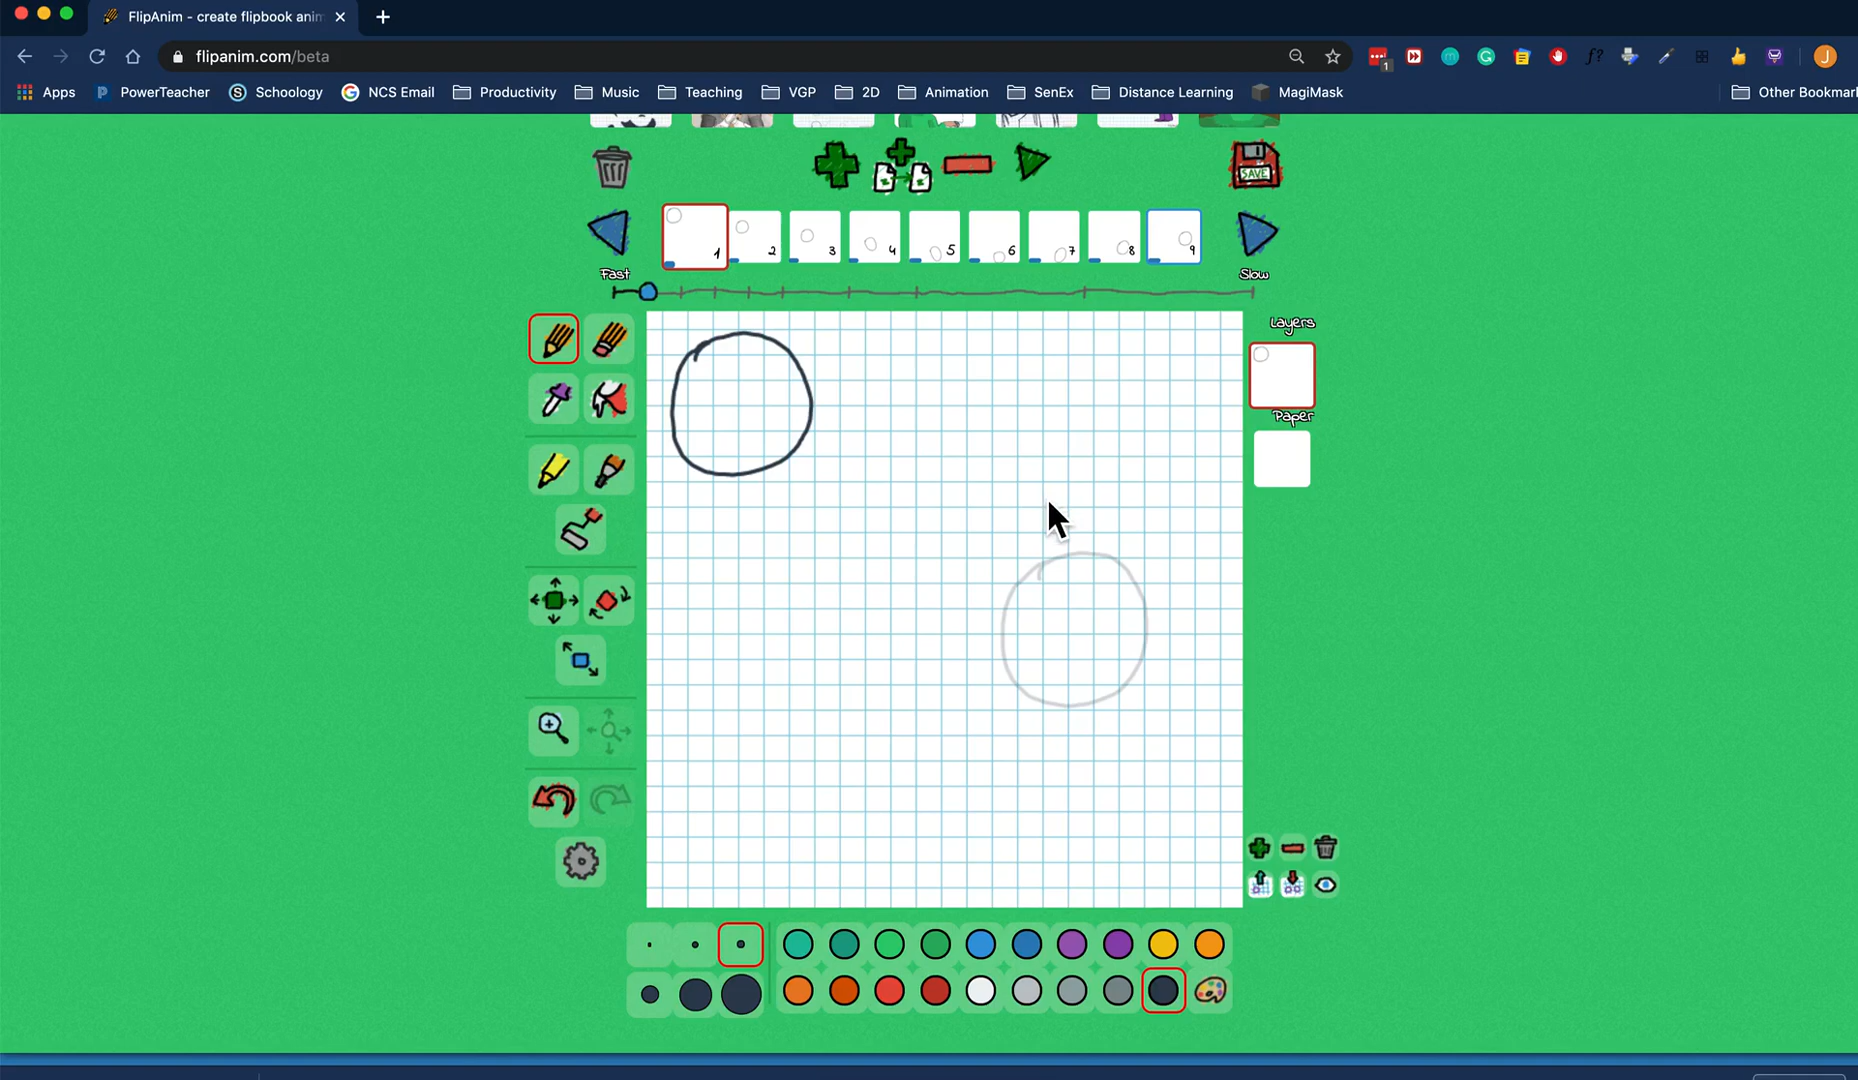 FlipAnim - create flipbook anim
flipanim.com/beta
1
f?
J
Apps
PowerTeacher
Schoology
NCS Email
Productivity
Music
Teaching
VGP
2D
Animation
SenEx
Distance Learning
MagiMask
Other Bookmar
SAVE
1
2
3
4
5
6
7
8
9
Fast
Slow
Layers
Paper